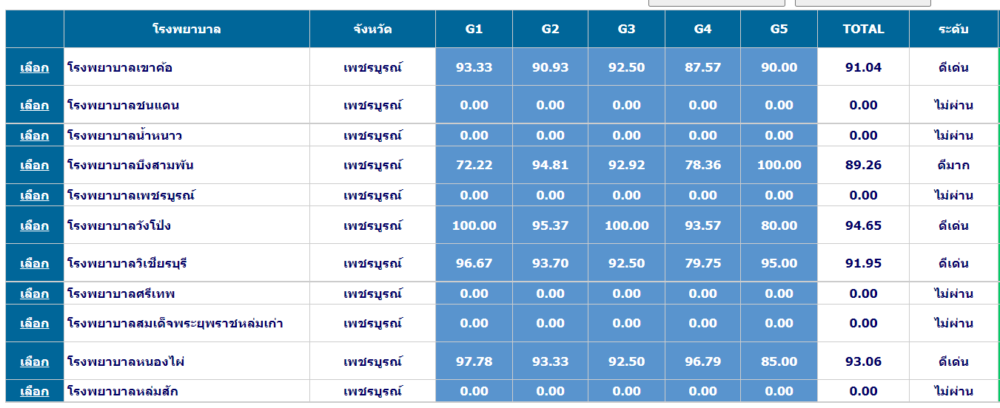 โรงพยาบาล จังหวัด G1 G2 G3 G4 G5 TOTAL ระดับ
เลือก โรงพยาบาลเขาค้อ เพชรบูรณ์ 93.33 90.93 92.50 87.57 90.00 91.04 ดีเด่น
เลือก โรงพยาบาลชนแดน เพชรบูรณ์ 0.00 0.00 0.00 0.00 0.00 0.00 ไม่ผ่าน
เลือก โรงพยาบาลน้ำหนาว เพชรบูรณ์ 0.00 0.00 0.00 0.00 0.00 0.00 ไม่ผ่าน
เลือก โรงพยาบาลบึงสามพัน เพชรบูรณ์ 72.22 94.81 92.92 78.36 100.00 89.26 ดีมาก
เลือก โรงพยาบาลเพชรบูรณ์ เพชรบูรณ์ 0.00 0.00 0.00 0.00 0.00 0.00 ไม่ผ่าน
เลือก โรงพยาบาลวังโป่ง เพชรบูรณ์ 100.00 95.37 100.00 93.57 80.00 94.65 ดีเด่น
เลือก โรงพยาบาลวิเชียรบุรี เพชรบูรณ์ 96.67 93.70 92.50 79.75 95.00 91.95 ดีเด่น
เลือก โรงพยาบาลศรีเทพ เพชรบูรณ์ 0.00 0.00 0.00 0.00 0.00 0.00 ไม่ผ่าน
เลือก โรงพยาบาลสมเด็จพระยุพราชหล่มเก่า เพชรบูรณ์ 0.00 0.00 0.00 0.00 0.00 0.00 ไม่ผ่าน
เลือก โรงพยาบาลหนองไผ่ เพชรบูรณ์ 97.78 93.33 92.50 96.79 85.00 93.06 ดีเด่น
เลือก โรงพยาบาลหล่มสัก เพชรบูรณ์ 0.00 0.00 0.00 0.00 0.00 0.00 ไม่ผ่าน